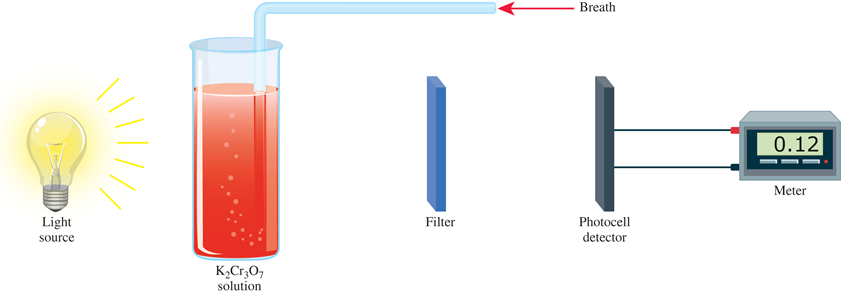 Breath
0.12
Meter
Light
source
Filter
Photocell
detector
K₂Cr₃O₇
solution